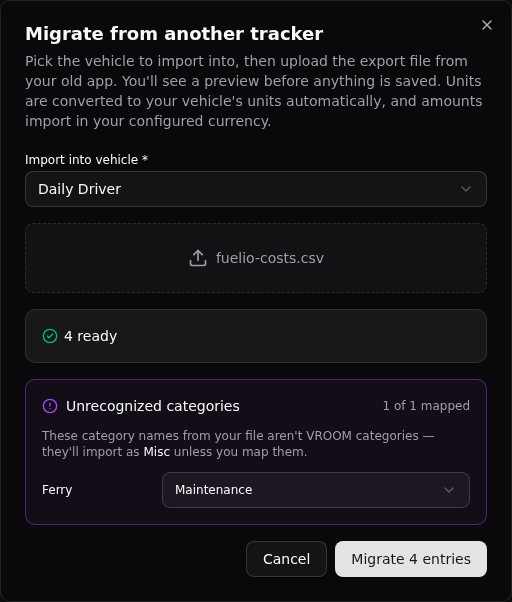 Migrate from another tracker
Pick the vehicle to import into, then upload the export file from
your old app. You'll see a preview before anything is saved. Units
are converted to your vehicle's units automatically, and amounts
import in your configured currency.
Import into vehicle *
Daily Driver
fuelio-costs.csv
4 ready
Unrecognized categories
1 of 1 mapped
These category names from your file aren't VROOM categories —
they'll import as Misc unless you map them.
Ferry
Maintenance
Cancel
Migrate 4 entries